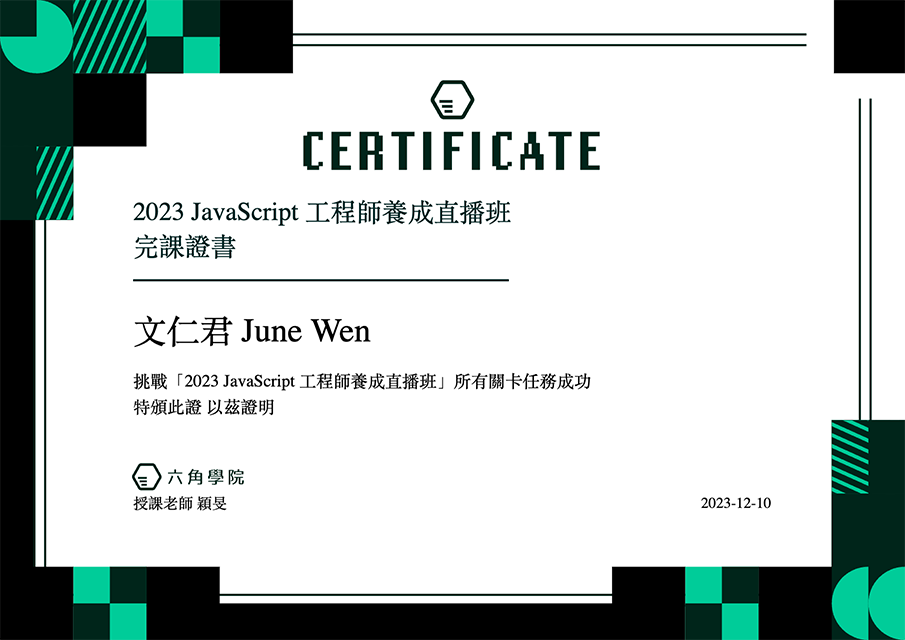 CERTIFICATE
2023 JavaScript 工程師養成直播班
完課證書
文仁君 June Wen
挑戰「2023 JavaScript 工程師養成直播班」所有關卡任務成功
特頒此證 以茲證明
六角學院
授課老師 穎旻
2023-12-10